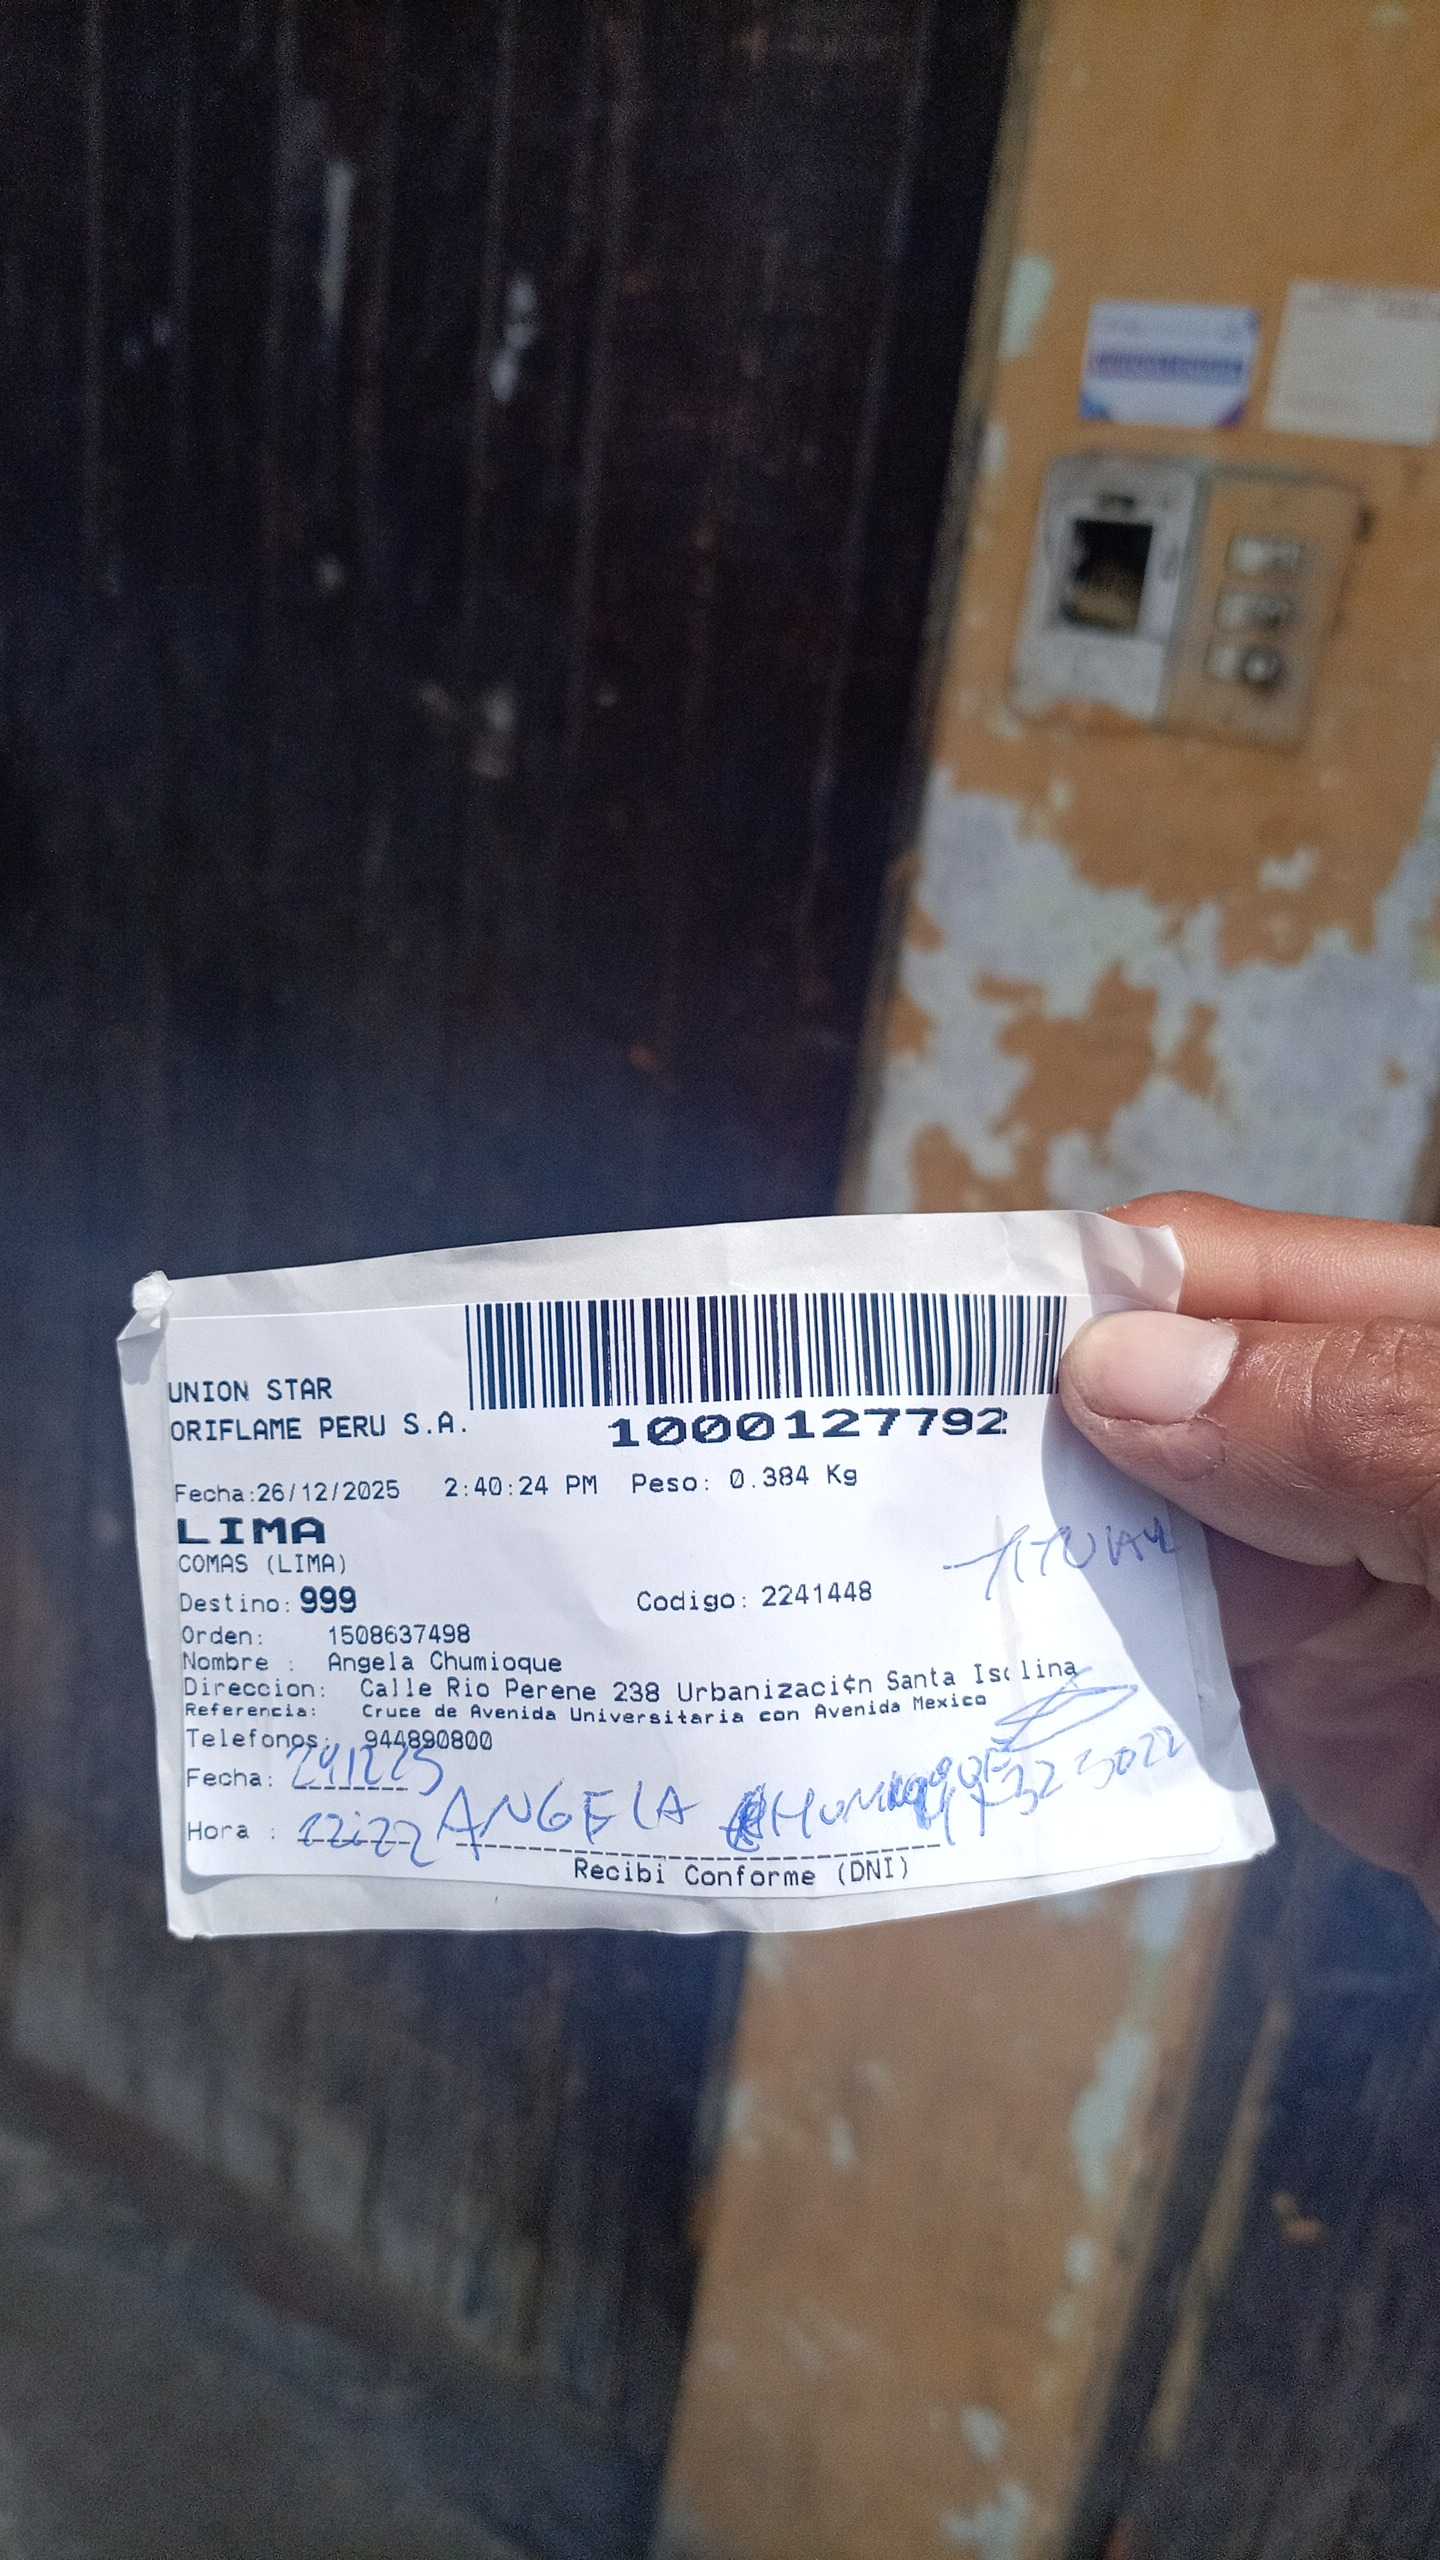 UNION STAR
ORIFLAME PERU S.A.
1000127792
Fecha:26/12/2025 2:40:24 PM Peso: 0.384 Kg
LIMA
COMAS (LIMA)
TITULAR
Destino: 999 Codigo: 2241448
Orden: 1508637498
Nombre : Angela Chumioque
Direccion: Calle Rio Perene 238 Urbanizaci¢n Santa Isolina
Referencia: Cruce de Avenida Universitaria con Avenida Mexico
Telefonos: 944890800
Fecha:
Hora : ANGELA
Recibi Conforme (DNI)